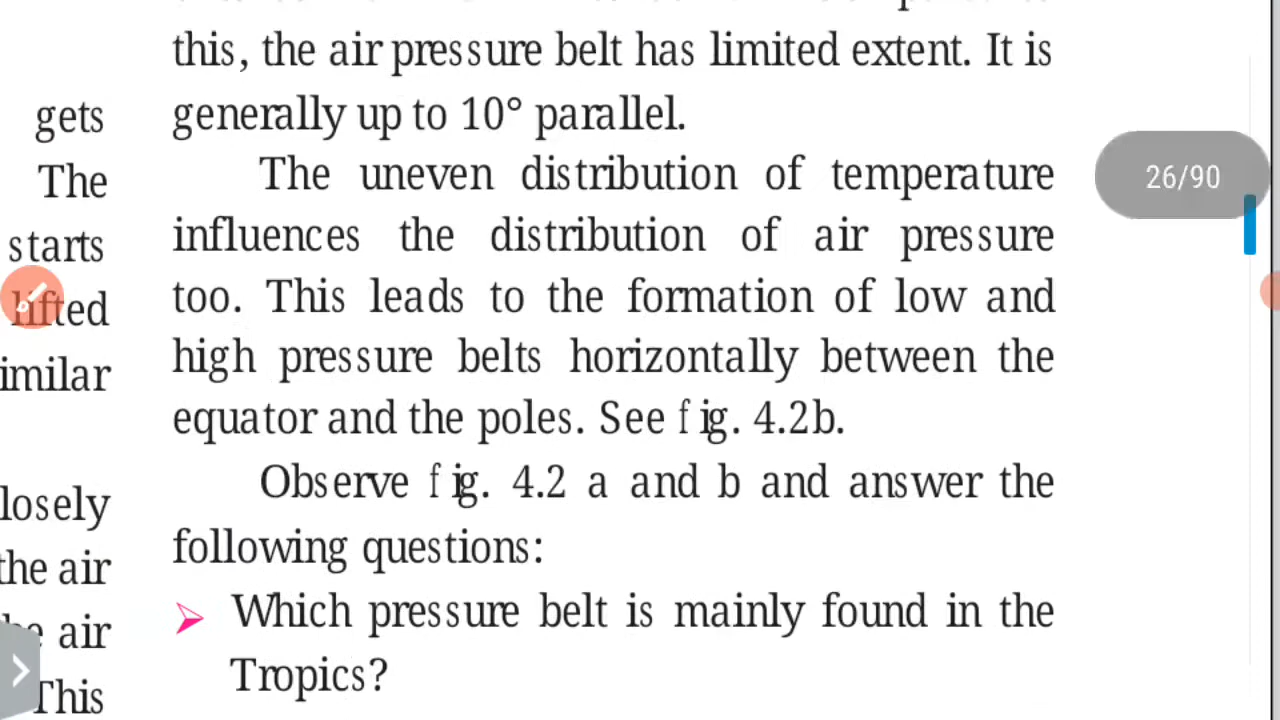 this, the air pressure belt has limited extent. It is
generally up to 10° parallel.
The uneven distribution of temperature
influences the distribution of air pressure
too. This leads to the formation of low and
high pressure belts horizontally between the
equator and the poles. See fig. 4.2b.
Observe fig. 4.2 a and b and answer the
following questions:
➢ Which pressure belt is mainly found in the
Tropics?
gets
The
starts
lifted
imilar
losely
the air
he air
This
26/90